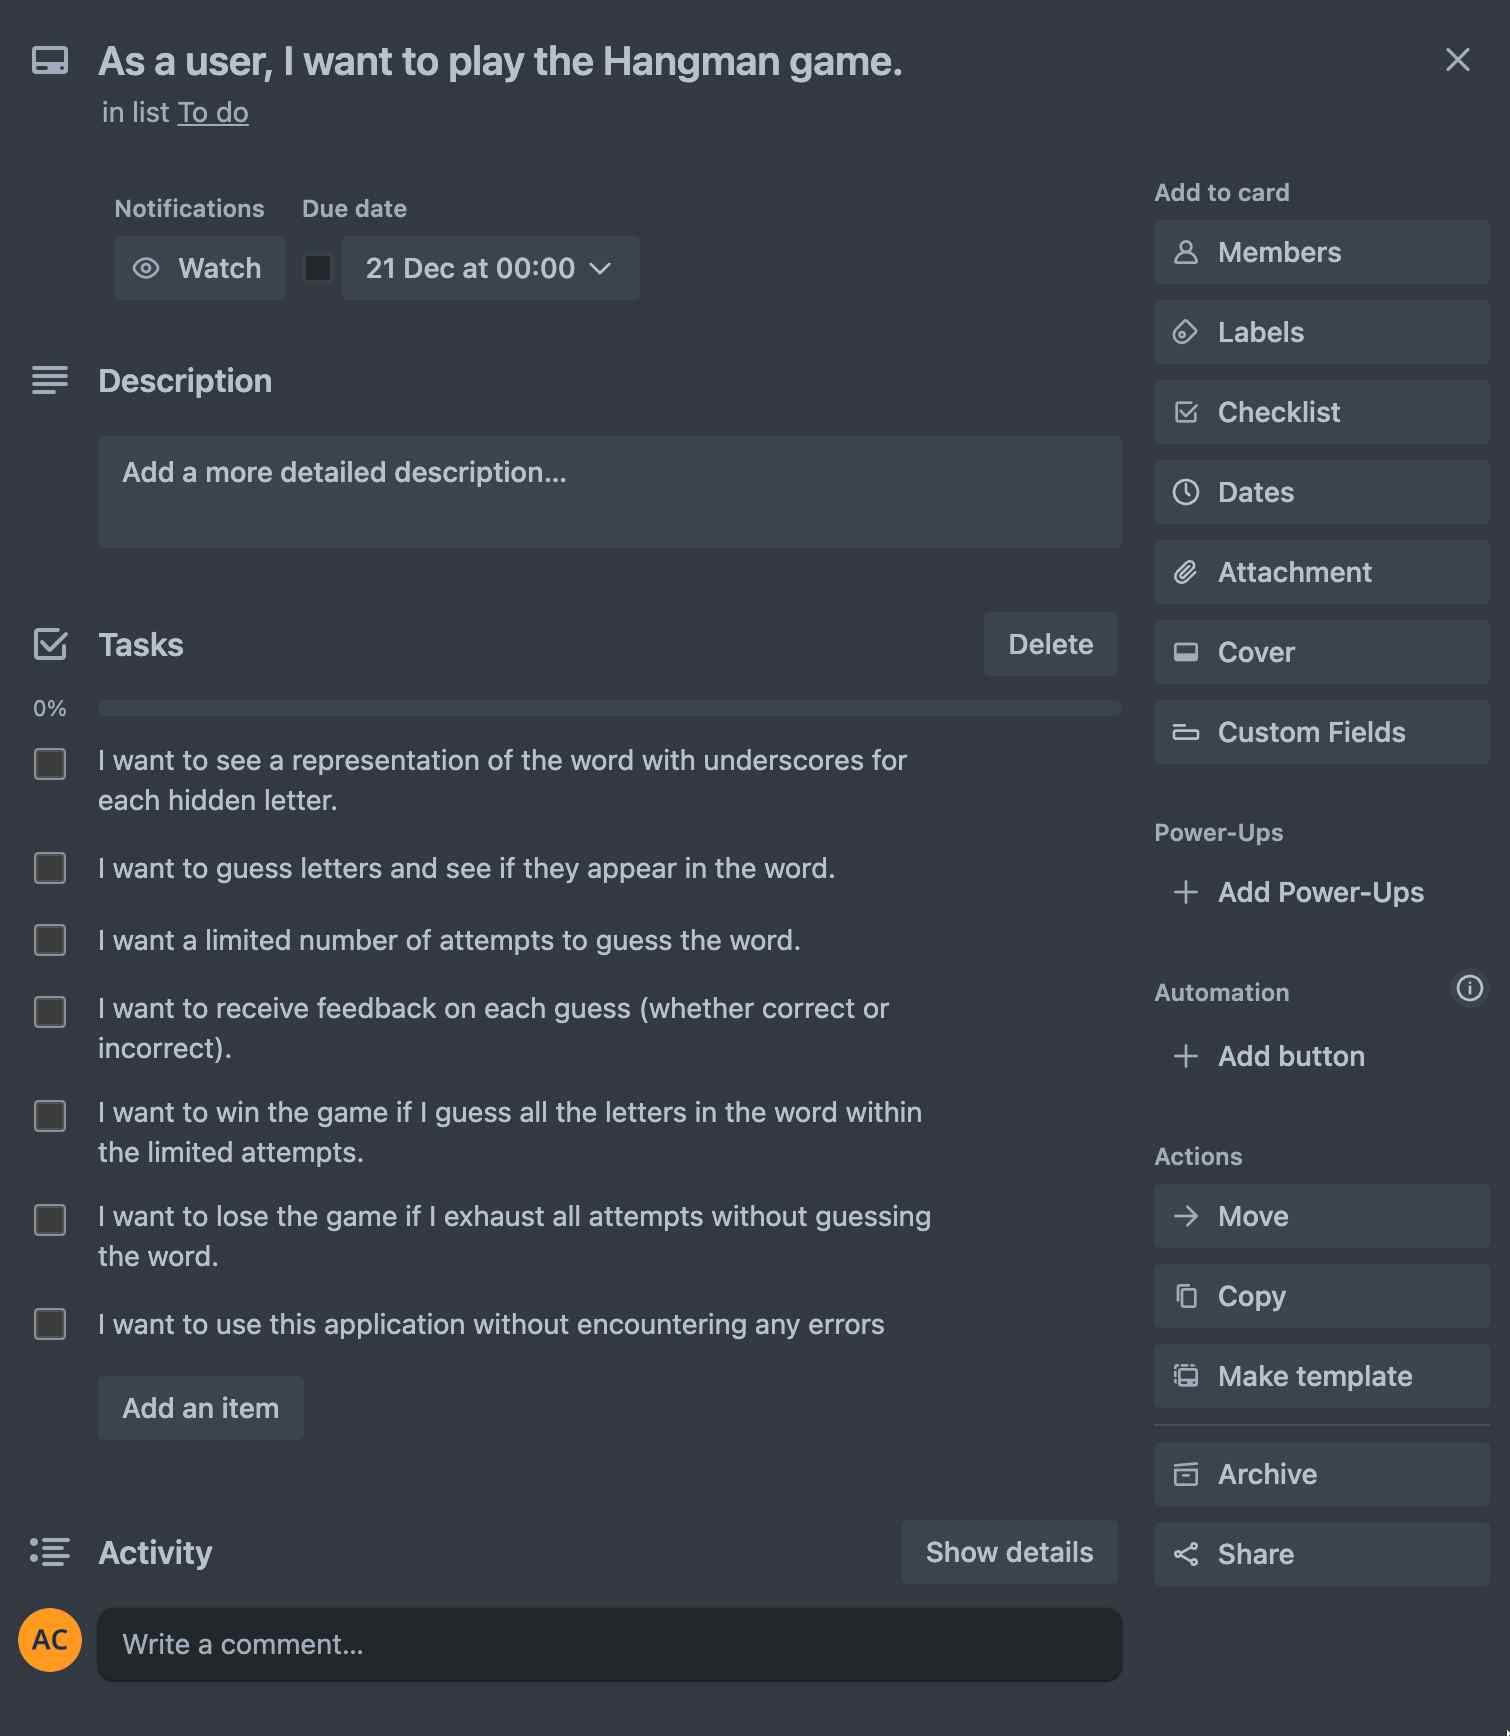 As a user, I want to play the Hangman game.
in list To do
Notifications
Due date
Watch
21 Dec at 00:00
Description
Add a more detailed description...
Tasks
Delete
0%
I want to see a representation of the word with underscores for
each hidden letter.
I want to guess letters and see if they appear in the word.
I want a limited number of attempts to guess the word.
I want to receive feedback on each guess (whether correct or
incorrect).
I want to win the game if I guess all the letters in the word within
the limited attempts.
I want to lose the game if I exhaust all attempts without guessing
the word.
I want to use this application without encountering any errors
Add an item
Activity
Show details
AC
Write a comment...
Add to card
Members
Labels
Checklist
Dates
Attachment
Cover
Custom Fields
Power-Ups
Add Power-Ups
Automation
Add button
Actions
Move
Copy
Make template
Archive
Share